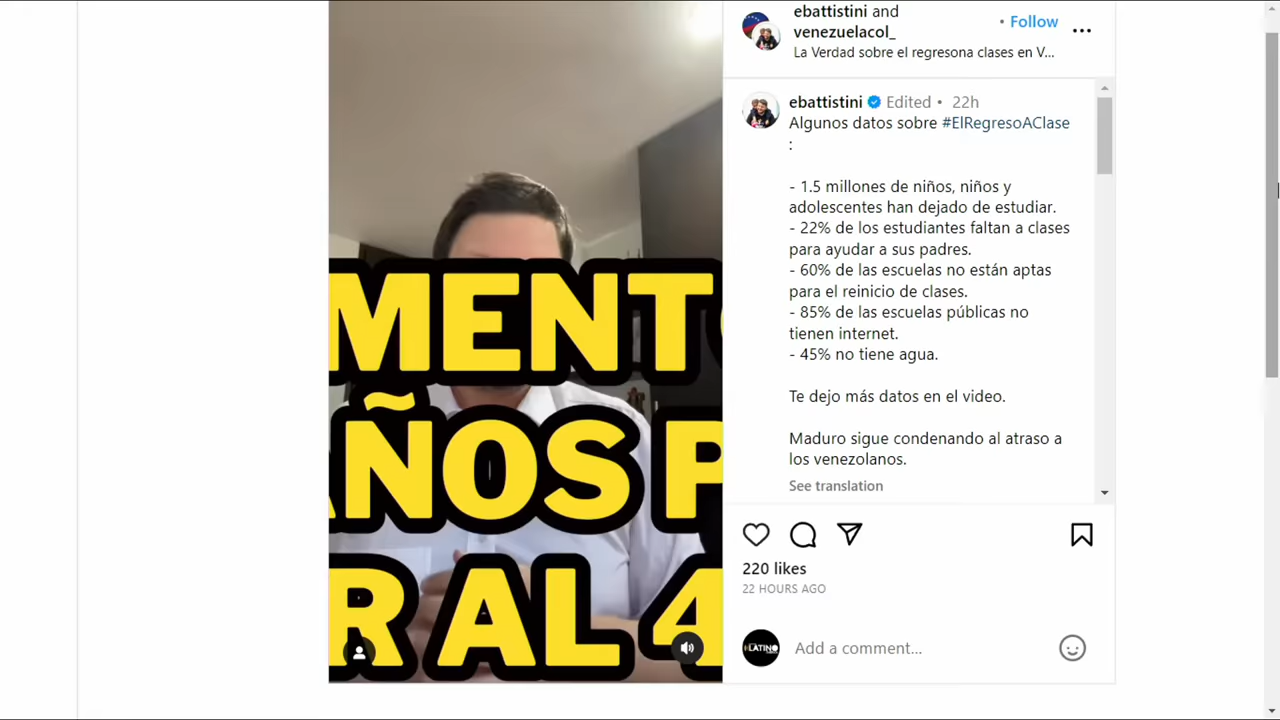 ebattistini and
venezuelacol_
• Follow
La Verdad sobre el regresona clases en V...
ebattistini Edited • 22h
Algunos datos sobre #ElRegresoAClase
:
- 1.5 millones de niños, niños y
adolescentes han dejado de estudiar.
- 22% de los estudiantes faltan a clases
para ayudar a sus padres.
- 60% de las escuelas no están aptas
para el reinicio de clases.
- 85% de las escuelas públicas no
tienen internet.
- 45% no tiene agua.
Te dejo más datos en el video.
Maduro sigue condenando al atraso a
los venezolanos.
See translation
220 likes
22 HOURS AGO
LATINO
Add a comment...
MENT
ÑOS P
R AL 4